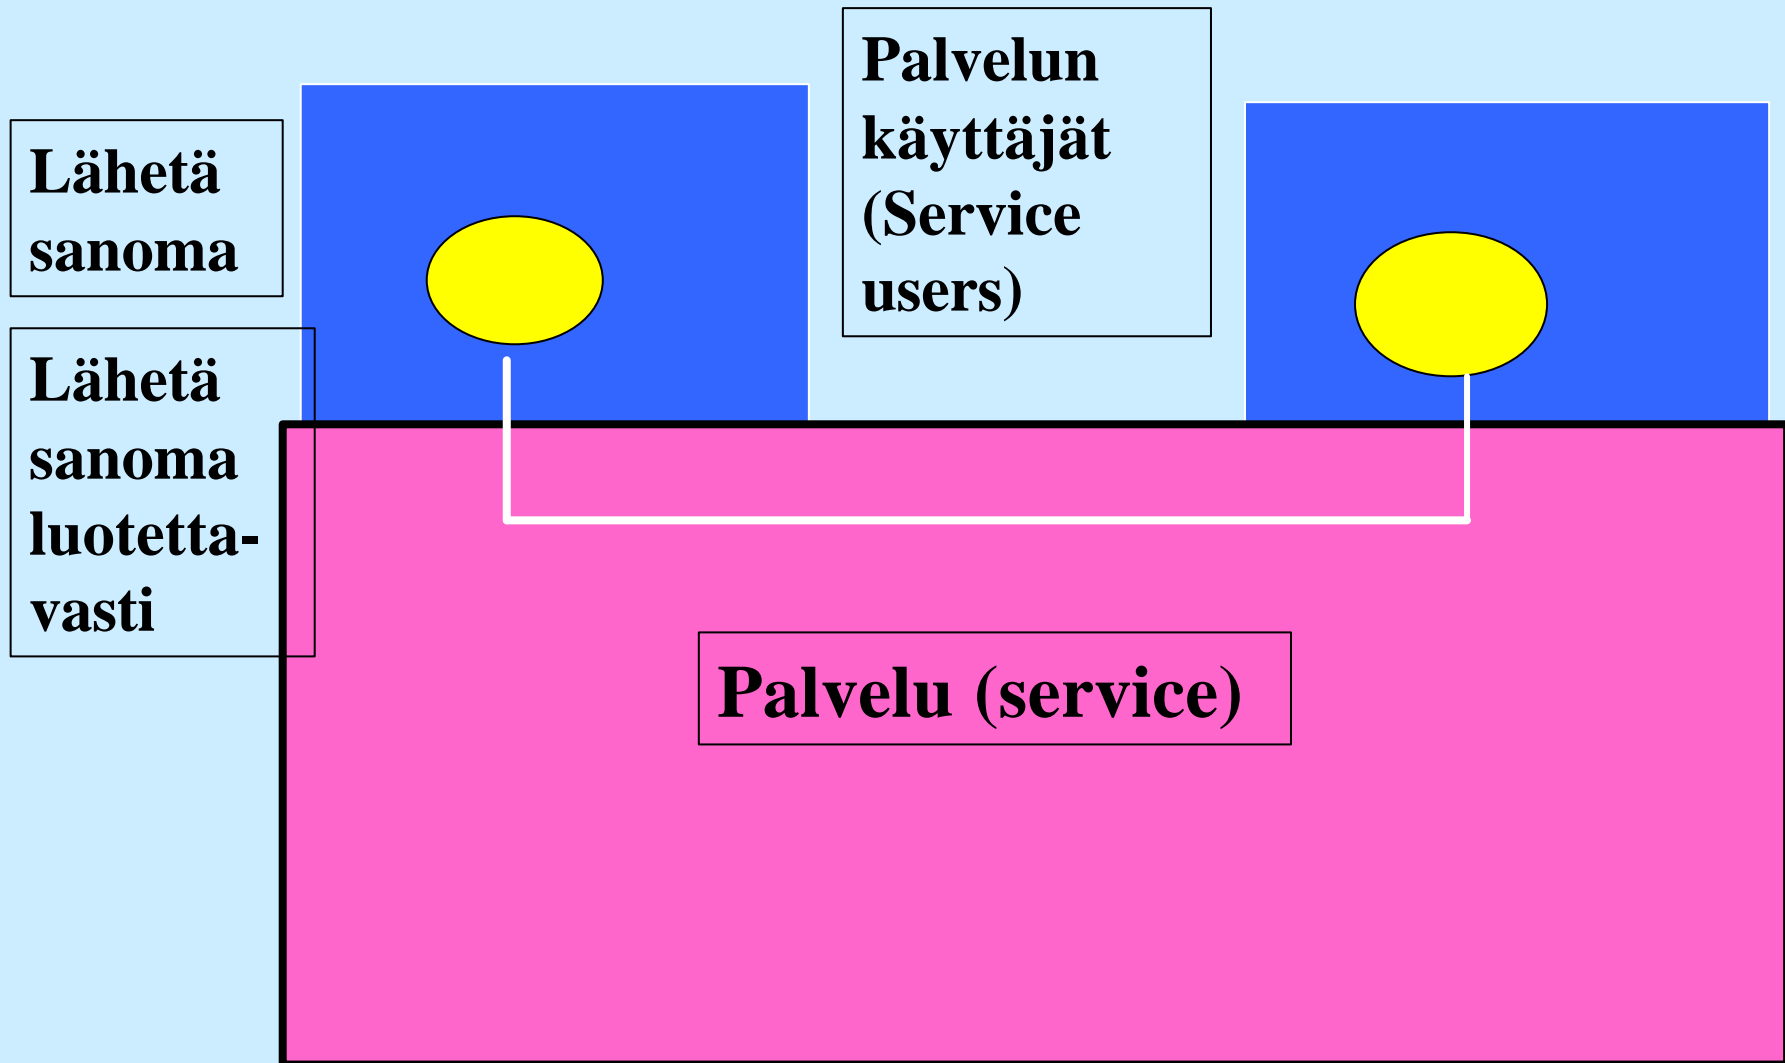 Lähetä
sanoma
Lähetä
sanoma
luotetta-
vasti
Palvelun
käyttäjät
(Service
users)
Palvelu (service)